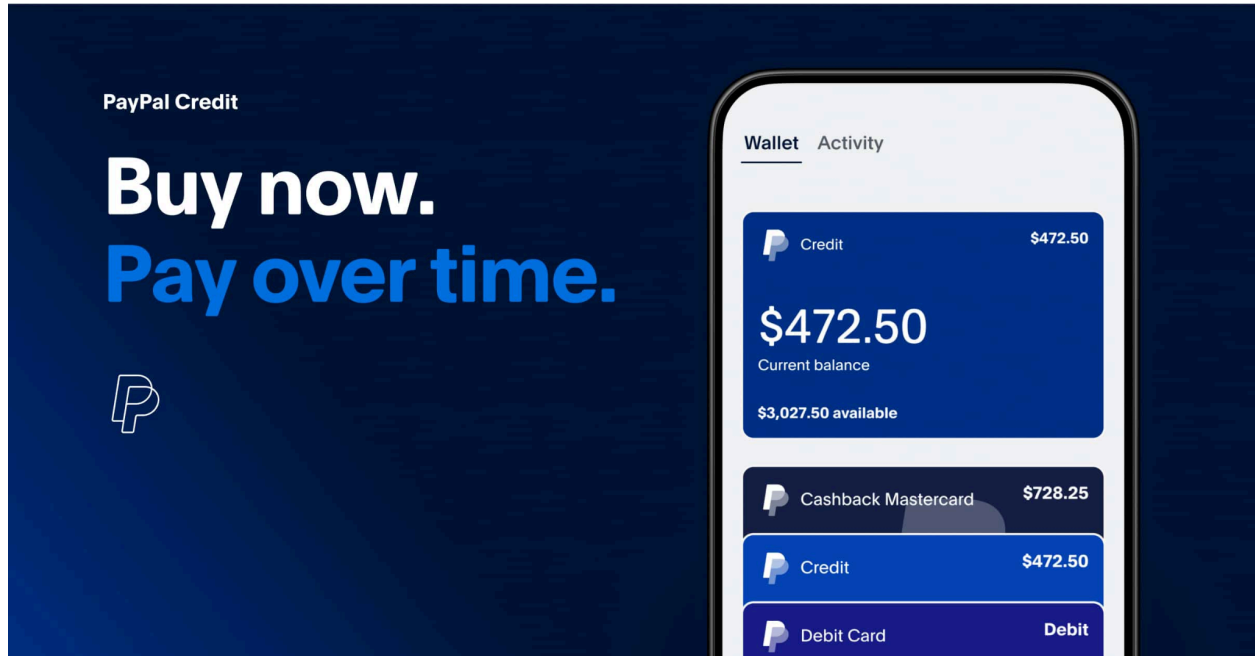 PayPal Credit
Buy now.
Pay over time.
Wallet Activity
Credit $472.50
$472.50
Current balance
$3,027.50 available
Cashback Mastercard $728.25
Credit $472.50
Debit Card Debit